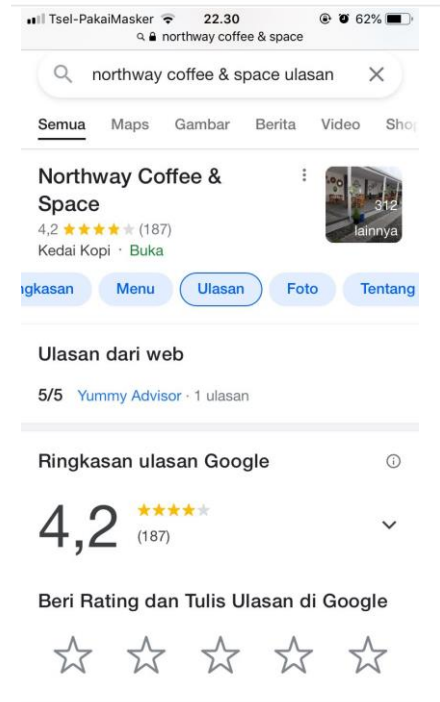 Tsel-PakaiMasker 22.30 62%
northway coffee & space
northway coffee & space ulasan
Semua Maps Gambar Berita Video Shop
Northway Coffee &
Space
4,2 (187)
Kedai Kopi · Buka
312
lainnya
ngkasan Menu Ulasan Foto Tentang
Ulasan dari web
5/5 Yummy Advisor · 1 ulasan
Ringkasan ulasan Google
4,2
(187)
Beri Rating dan Tulis Ulasan di Google